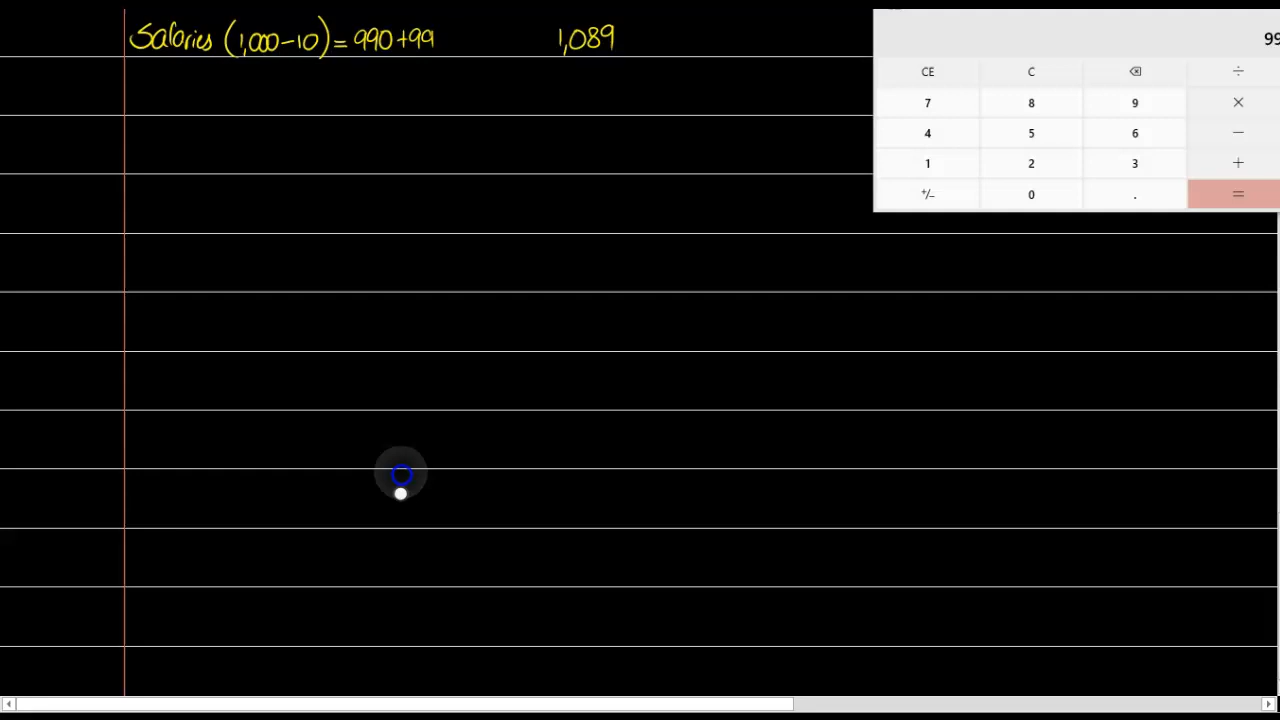 Salaries (1,000-10) = 990+99 1,089
99
CE C ⌫ ÷
7 8 9 ×
4 5 6 −
1 2 3 +
+/− 0 . =